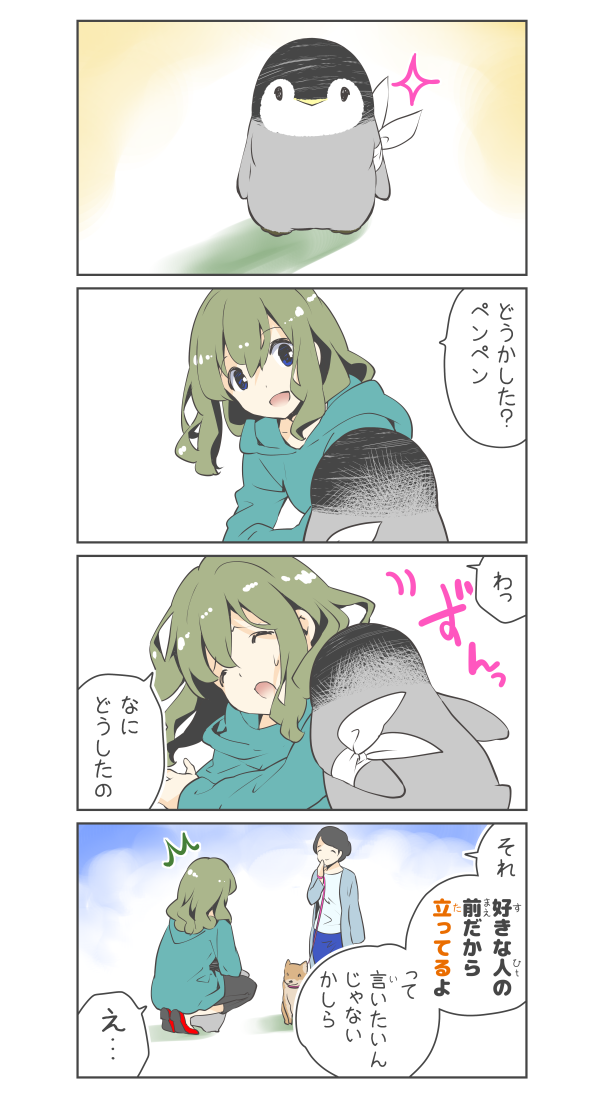 どうかした?
ペンペン
わっ
ずんっ
なに
どうしたの
それ
好きな人の
前だから
立ってるよ
って
言いたいん
じゃない
かしら
え…